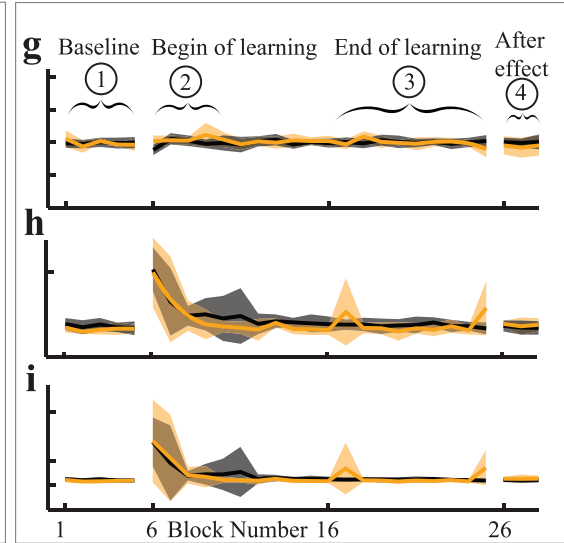 g Baseline Begin of learning End of learning After
effect
1 2 3 4
h
i
1 6 Block Number 16 26